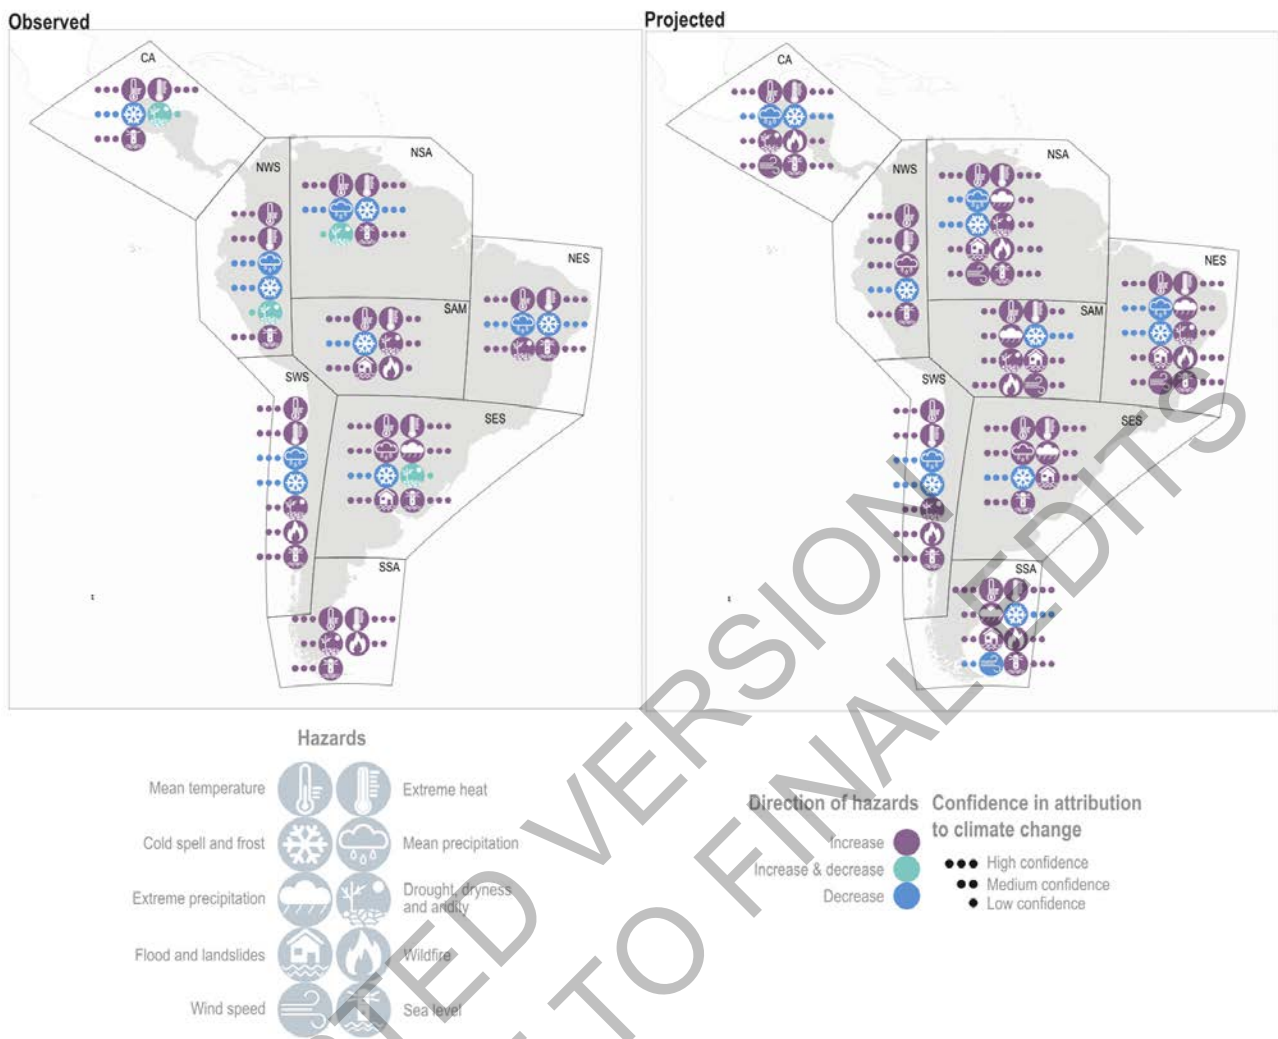 Observed
Projected
CA
NWS
NSA
NES
SAM
SWS
SES
SSA
CA
NWS
NSA
NES
SAM
SWS
SES
SSA
Hazards
Mean temperature
Extreme heat
Cold spell and frost
Mean precipitation
Extreme precipitation
Drought, dryness
and aridity
Flood and landslides
Wildfire
Wind speed
Sea level
Direction of hazards
Increase
Increase & decrease
Decrease
Confidence in attribution
to climate change
High confidence
Medium confidence
Low confidence
TED VERSION
TO FINAL EDITS